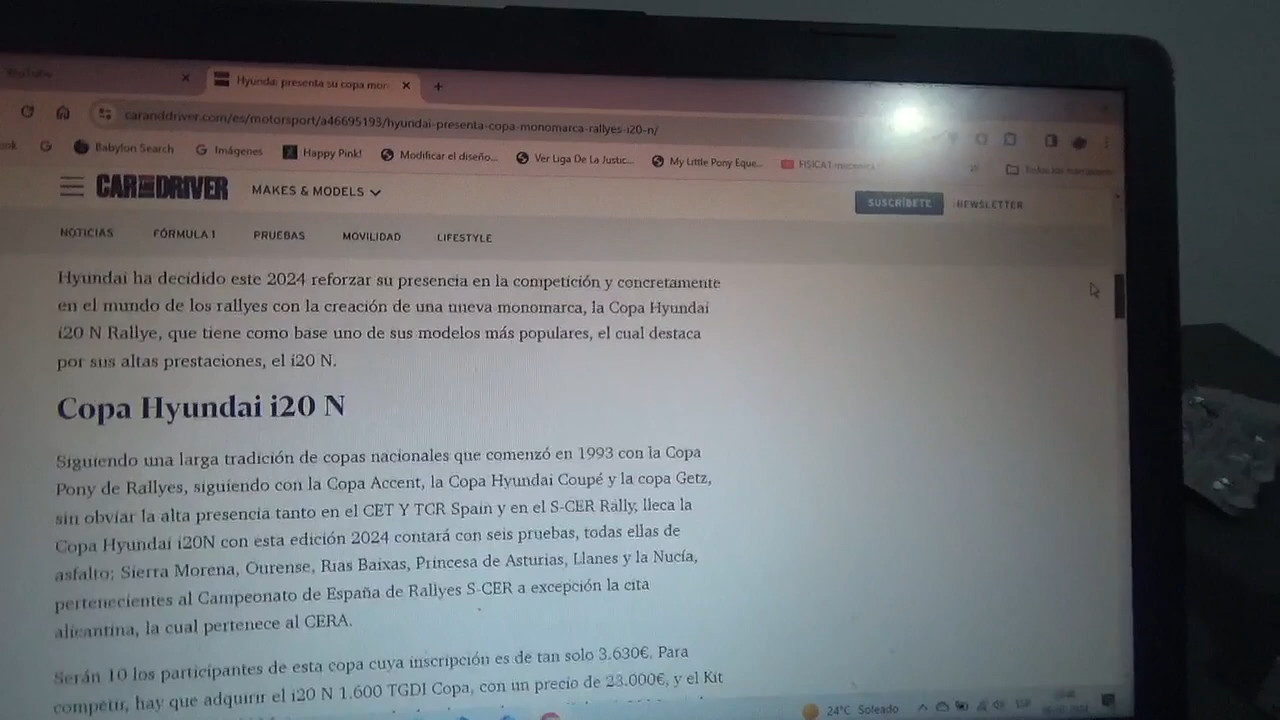 YouTube
Hyundai presenta su copa mon
caranddriver.com/es/motorsport/a46695193/hyundai-presenta-copa-monomarca-rallyes-i20-n/
Babylon Search
Imágenes
Happy Pink!
Modificar el diseño...
Ver Liga De La Justic...
My Little Pony Eque...
CAR AND DRIVER
MAKES & MODELS
SUSCRÍBETE
NEWSLETTER
NOTICIAS
FÓRMULA 1
PRUEBAS
MOVILIDAD
LIFESTYLE
Hyundai ha decidido este 2024 reforzar su presencia en la competición y concretamente
en el mundo de los rallyes con la creación de una nueva monomarca, la Copa Hyundai
i20 N Rallye, que tiene como base uno de sus modelos más populares, el cual destaca
por sus altas prestaciones, el i20 N.
Copa Hyundai i20 N
Siguiendo una larga tradición de copas nacionales que comenzó en 1993 con la Copa
Pony de Rallyes, siguiendo con la Copa Accent, la Copa Hyundai Coupé y la copa Getz,
sin obviar la alta presencia tanto en el CET Y TCR Spain y en el S-CER Rally, lleca la
Copa Hyundai i20N con esta edición 2024 contará con seis pruebas, todas ellas de
asfalto; Sierra Morena, Ourense, Rias Baixas, Princesa de Asturias, Llanes y la Nucía,
pertenecientes al Campeonato de España de Rallyes S-CER a excepción la cita
alicantina, la cual pertenece al CERA.
Serán 10 los participantes de esta copa cuya inscripción es de tan solo 3.630€. Para
competir, hay que adquirir el i20 N 1.600 TGDI Copa, con un precio de 23.000€, y el Kit
24°C Soleado
ESP